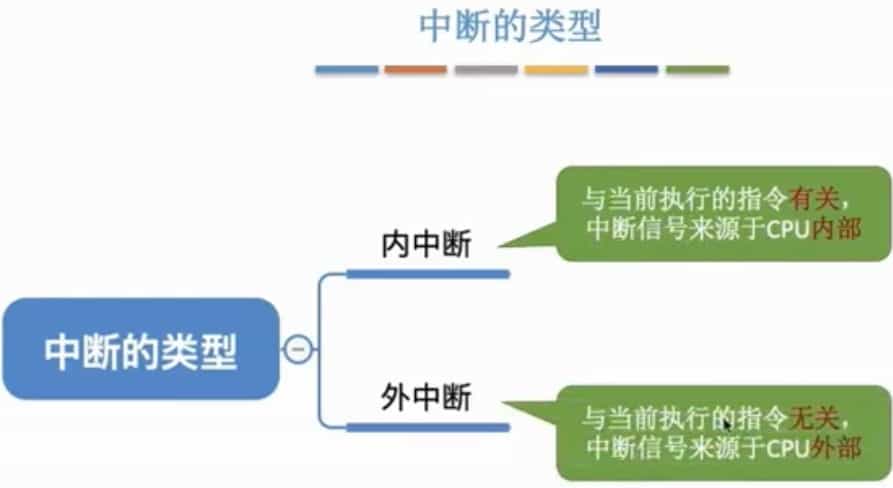 中断的类型
与当前执行的指令有关，
中断信号来源于CPU内部
内中断
中断的类型
外中断
与当前执行的指令无关，
中断信号来源于CPU外部